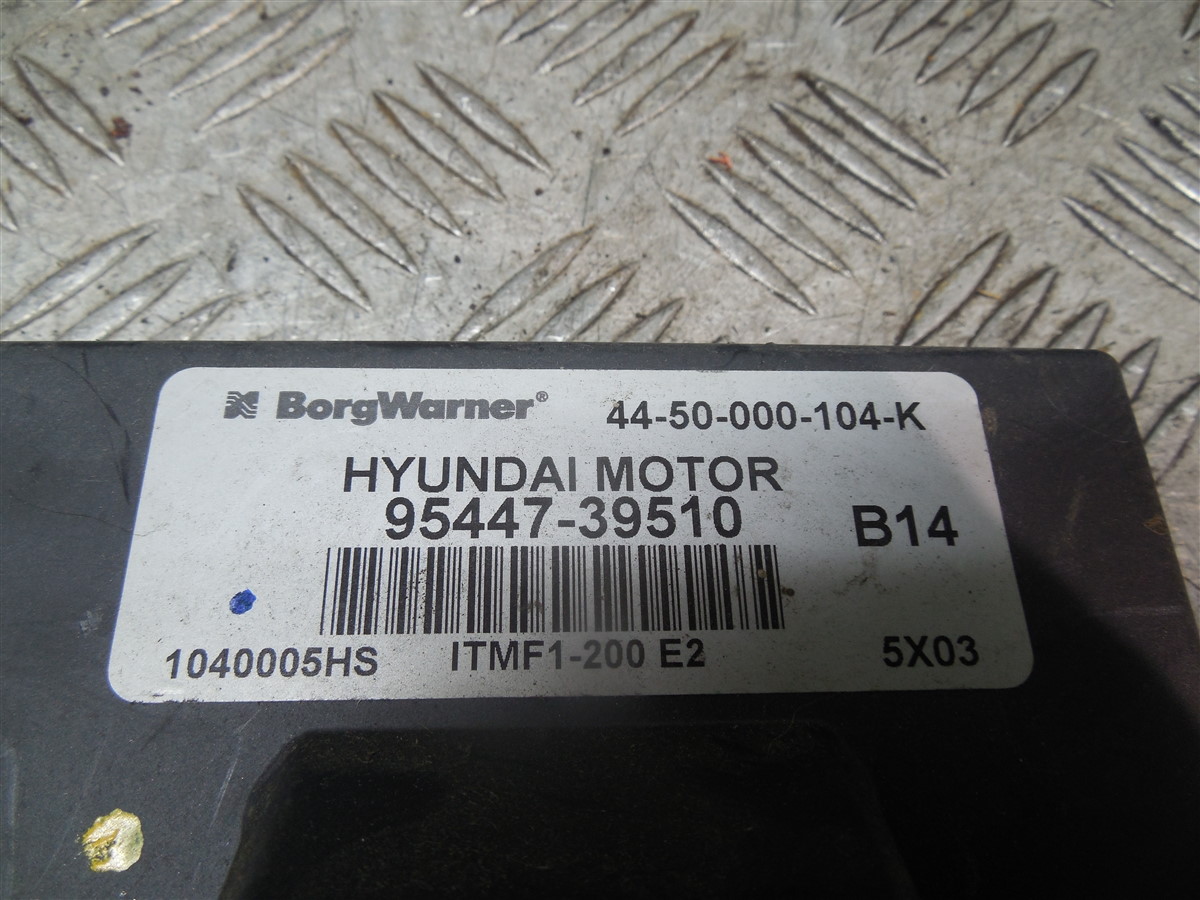 BorgWarner® 44-50-000-104-K
HYUNDAI MOTOR
95447-39510 B14
1040005HS ITMF1-200 E2 5X03